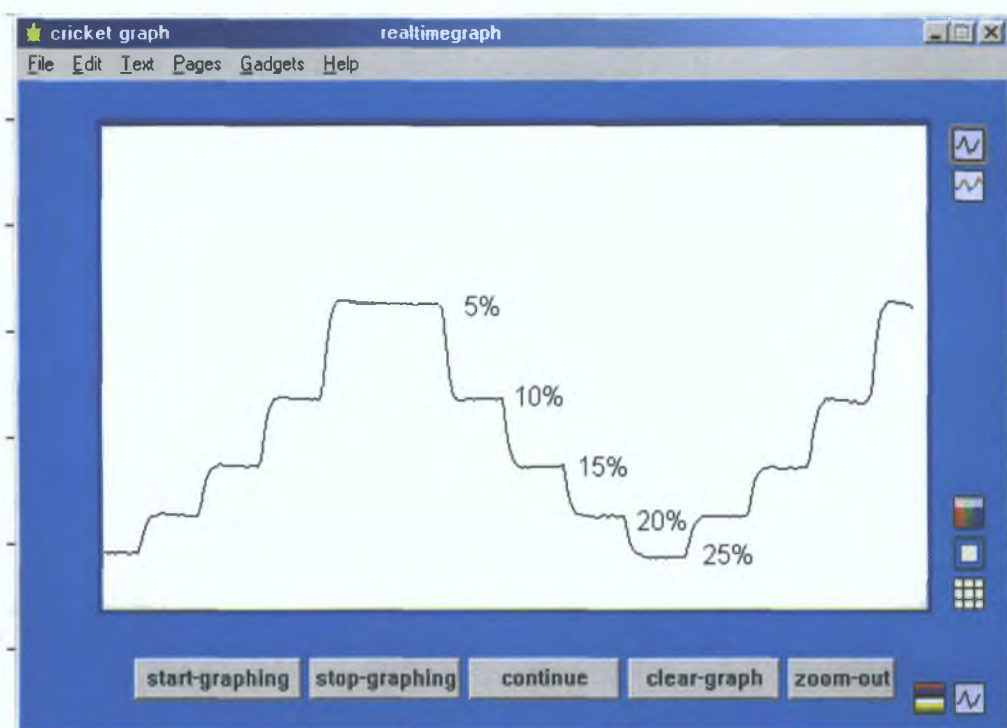 cricket graph realtimegraph
File Edit Text Pages Gadgets Help
5%
10%
15%
20%
25%
start-graphing stop-graphing continue clear-graph zoom-out